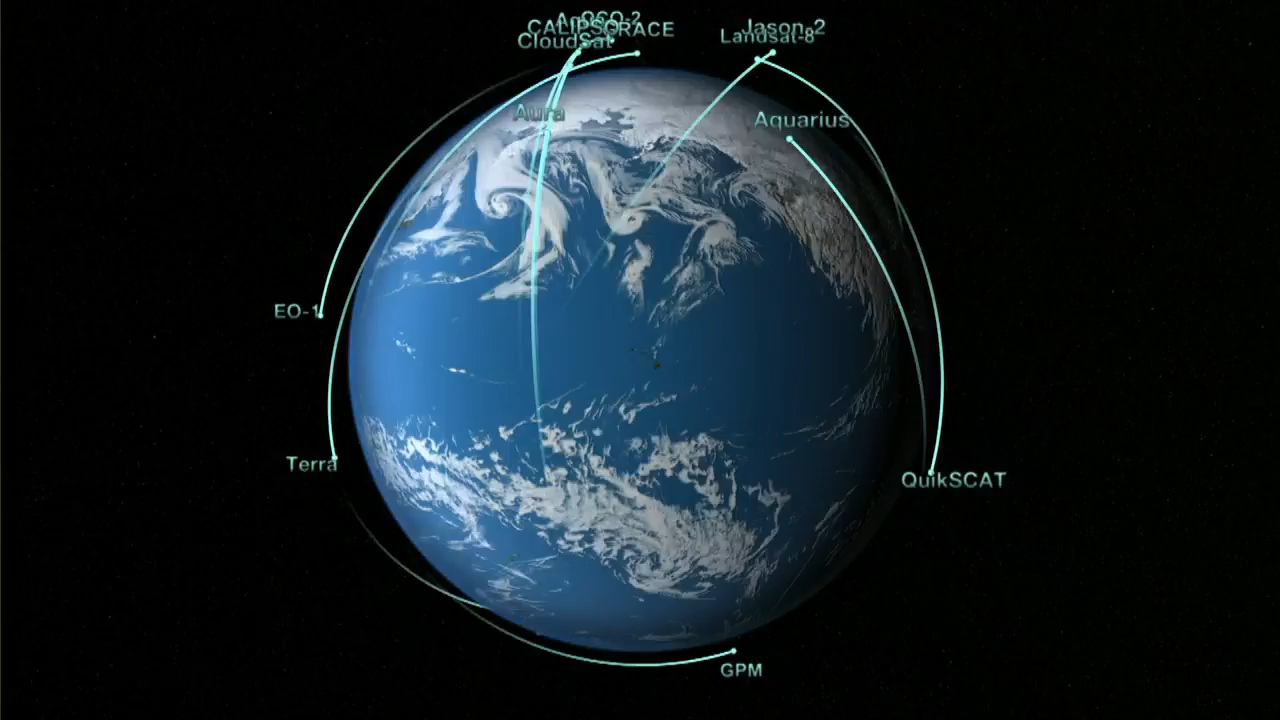 OCO-2
CALIPSO
GRACE
CloudSat
Jason-2
Landsat-8
Aura
Aquarius
EO-1
Terra
QuikSCAT
GPM